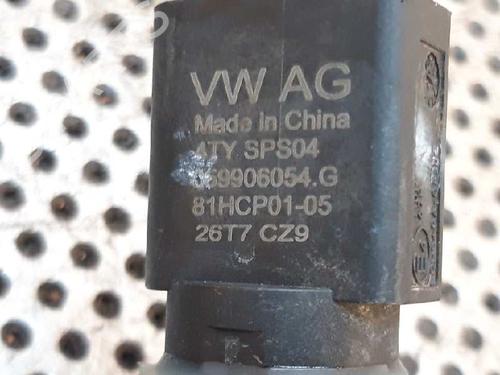 VW AG
Made in China
4TY SPS04
059906054.G
81HCP01-05
26T7 CZ9